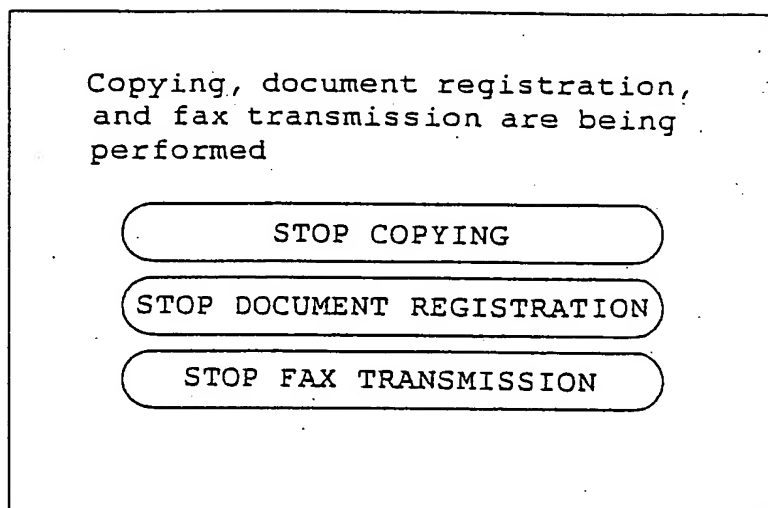 Copying, document registration,
and fax transmission are being
performed
STOP COPYING
STOP DOCUMENT REGISTRATION
STOP FAX TRANSMISSION